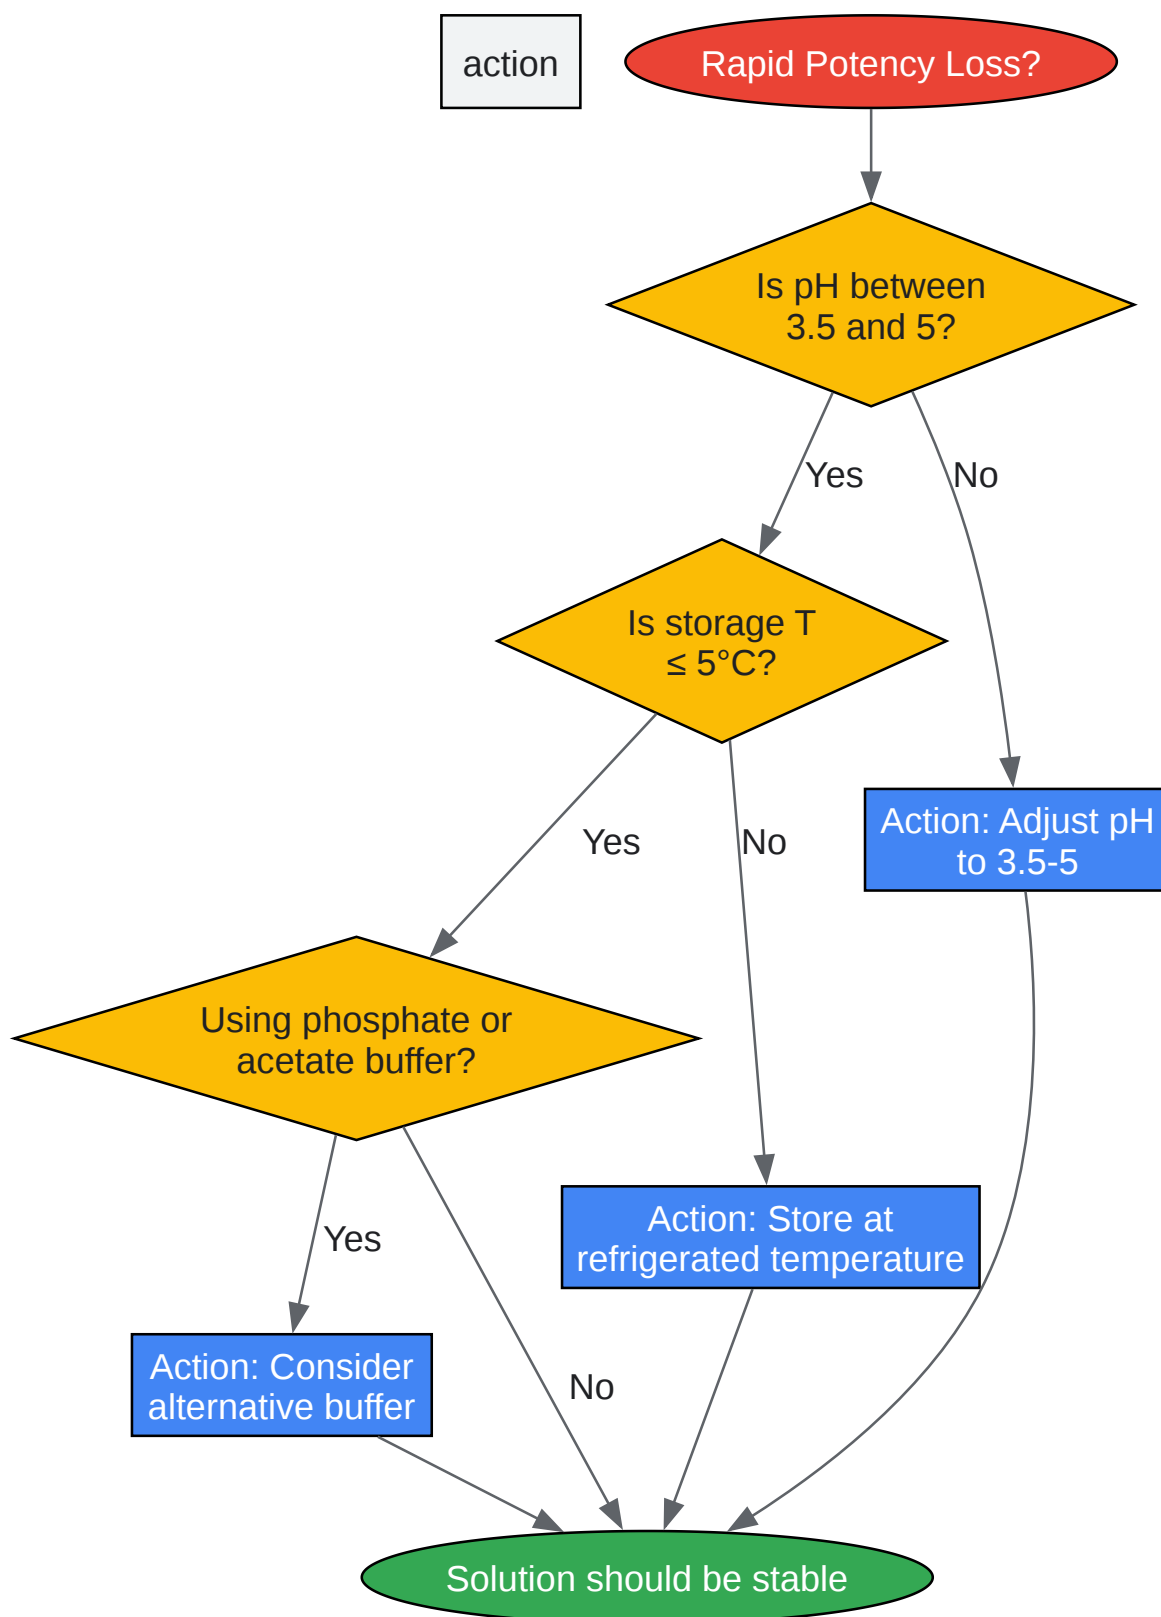 action
Rapid Potency Loss?
Is pH between
3.5 and 5?
Yes
No
Is storage T
≤ 5°C?
Yes
No
Action: Adjust pH
to 3.5-5
Using phosphate or
acetate buffer?
Yes
No
Action: Store at
refrigerated temperature
Action: Consider
alternative buffer
Solution should be stable